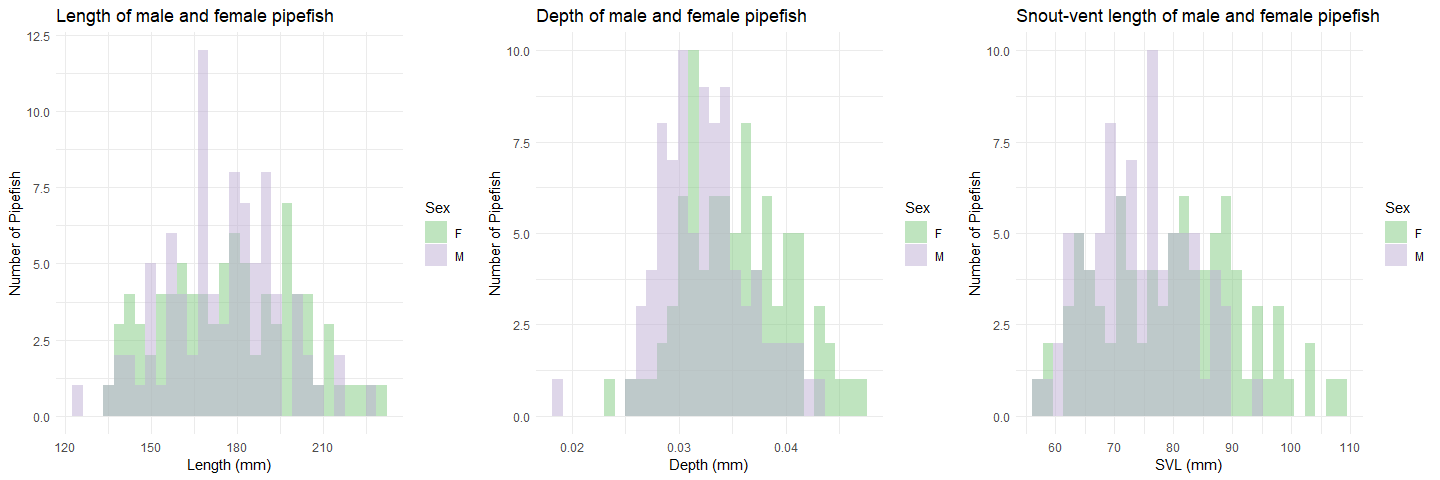 Length of male and female pipefish
12.5
10.0
7.5
5.0
2.5
0.0
Number of Pipefish
120 150 180 210
Length (mm)
Sex
F
M
Depth of male and female pipefish
10.0
7.5
5.0
2.5
0.0
Number of Pipefish
0.02 0.03 0.04
Depth (mm)
Sex
F
M
Snout-vent length of male and female pipefish
10.0
7.5
5.0
2.5
0.0
Number of Pipefish
60 70 80 90 100 110
SVL (mm)
Sex
F
M